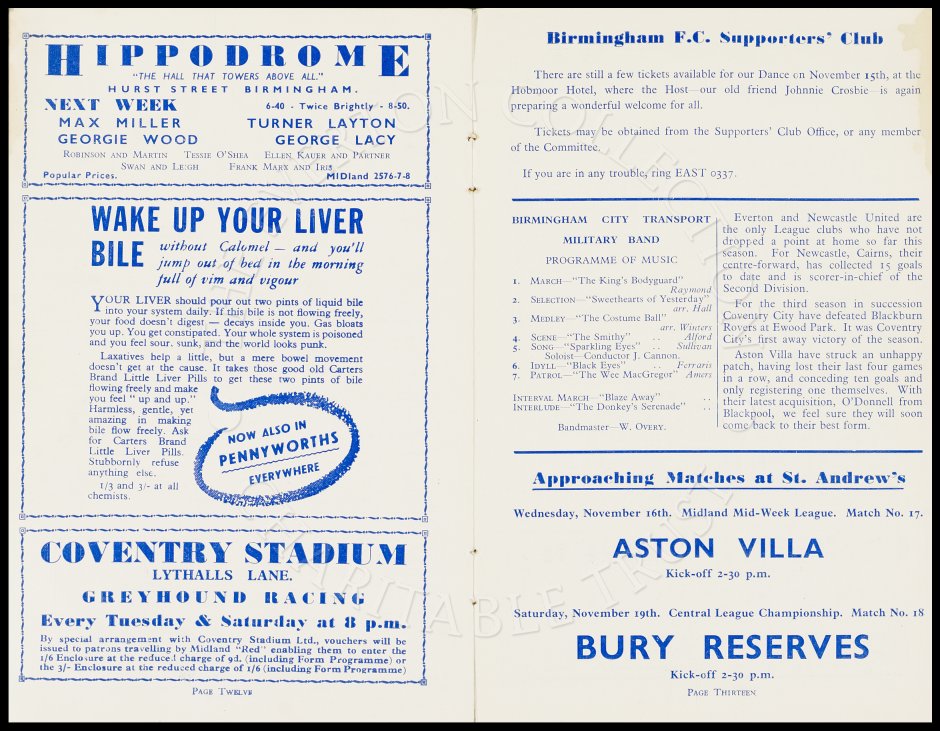 HIPPODROME
"THE HALL THAT TOWERS ABOVE ALL."
HURST STREET BIRMINGHAM.
NEXT WEEK 6-40 - Twice Brightly - 8-50.
MAX MILLER TURNER LAYTON
GEORGIE WOOD GEORGE LACY
ROBINSON AND MARTIN TESSIE O'SHEA ELLEN KAUER AND PARTNER
SWAN AND LEIGH FRANK MARX AND IRIS
Popular Prices. MIDland 2576-7-8
WAKE UP YOUR LIVER
BILE without Calomel — and you'll
jump out of bed in the morning
full of vim and vigour
YOUR LIVER should pour out two pints of liquid bile
into your system daily. If this bile is not flowing freely,
your food doesn't digest — decays inside you. Gas bloats
you up. You get constipated. Your whole system is poisoned
and you feel sour, sunk, and the world looks punk.
Laxatives help a little, but a mere bowel movement
doesn't get at the cause. It takes those good old Carters
Brand Little Liver Pills to get these two pints of bile
flowing freely and make
you feel " up and up."
Harmless, gentle, yet
amazing in making
bile flow freely. Ask
for Carters Brand
Little Liver Pills.
Stubbornly refuse
anything else.
1/3 and 3/- at all
chemists.
NOW ALSO IN
PENNYWORTHS
EVERYWHERE
COVENTRY STADIUM
LYTHALLS LANE.
GREYHOUND RACING
Every Tuesday & Saturday at 8 p.m.
By special arrangement with Coventry Stadium Ltd., vouchers will be
issued to patrons travelling by Midland "Red" enabling them to enter the
1/6 Enclosure at the reduced charge of 9d. (including Form Programme) or
the 3/- Enclosure at the reduced charge of 1/6 (including Form Programme)
PAGE TWELVE
Birmingham F.C. Supporters' Club
There are still a few tickets available for our Dance on November 15th, at the
Hobmoor Hotel, where the Host—our old friend Johnnie Crosbie—is again
preparing a wonderful welcome for all.
Tickets may be obtained from the Supporters' Club Office, or any member
of the Committee.
If you are in any trouble, ring EAST 0337.
BIRMINGHAM CITY TRANSPORT
MILITARY BAND
PROGRAMME OF MUSIC
1. MARCH—"The King's Bodyguard"
Raymond
2. SELECTION—"Sweethearts of Yesterday"
arr. Hall
3. MEDLEY—"The Costume Ball"
arr. Winters
4. SCENE—"The Smithy" .. Alford
5. SONG—"Sparkling Eyes" .. Sullivan
Soloist—Conductor J. Cannon.
6. IDYLL—"Black Eyes" .. Ferraris
7. PATROL—"The Wee MacGregor" Amers
INTERVAL MARCH—"Blaze Away" ..
INTERLUDE—"The Donkey's Serenade" ..
Bandmaster—W. OVERY.
Everton and Newcastle United are
the only League clubs who have not
dropped a point at home so far this
season. For Newcastle, Cairns, their
centre-forward, has collected 15 goals
to date and is scorer-in-chief of the
Second Division.
For the third season in succession
Coventry City have defeated Blackburn
Rovers at Ewood Park. It was Coventry
City's first away victory of the season.
Aston Villa have struck an unhappy
patch, having lost their last four games
in a row, and conceding ten goals and
only registering one themselves. With
their latest acquisition, O'Donnell from
Blackpool, we feel sure they will soon
come back to their best form.
Approaching Matches at St. Andrew's
Wednesday, November 16th. Midland Mid-Week League. Match No. 17.
ASTON VILLA
Kick-off 2-30 p.m.
Saturday, November 19th. Central League Championship. Match No. 18
BURY RESERVES
Kick-off 2-30 p.m.
PAGE THIRTEEN